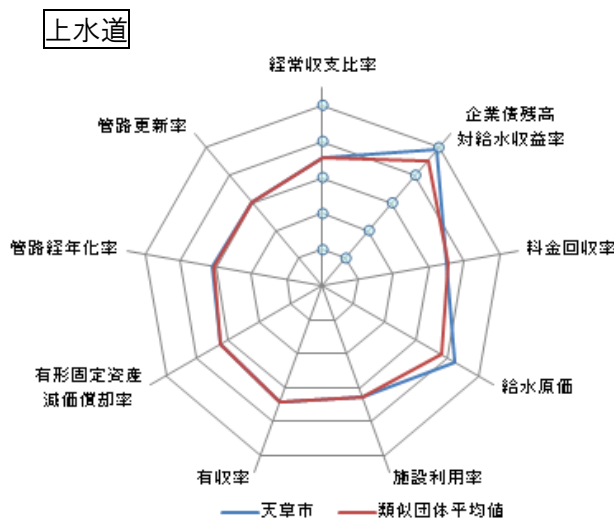 上水道
経常収支比率
企業債残高
対給水収益率
料金回収率
給水原価
施設利用率
有収率
有形固定資産
減価償却率
管路経年化率
管路更新率
天草市
類似団体平均値